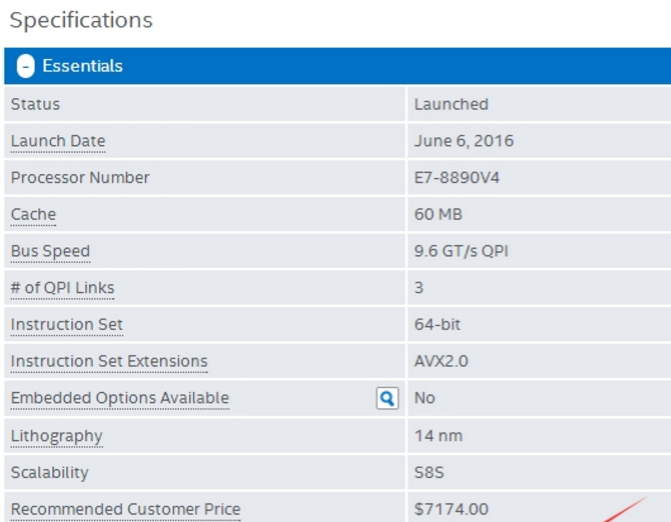 Specifications
- Essentials
Status Launched
Launch Date June 6, 2016
Processor Number E7-8890V4
Cache 60 MB
Bus Speed 9.6 GT/s QPI
# of QPI Links 3
Instruction Set 64-bit
Instruction Set Extensions AVX2.0
Embedded Options Available No
Lithography 14 nm
Scalability S8S
Recommended Customer Price $7174.00